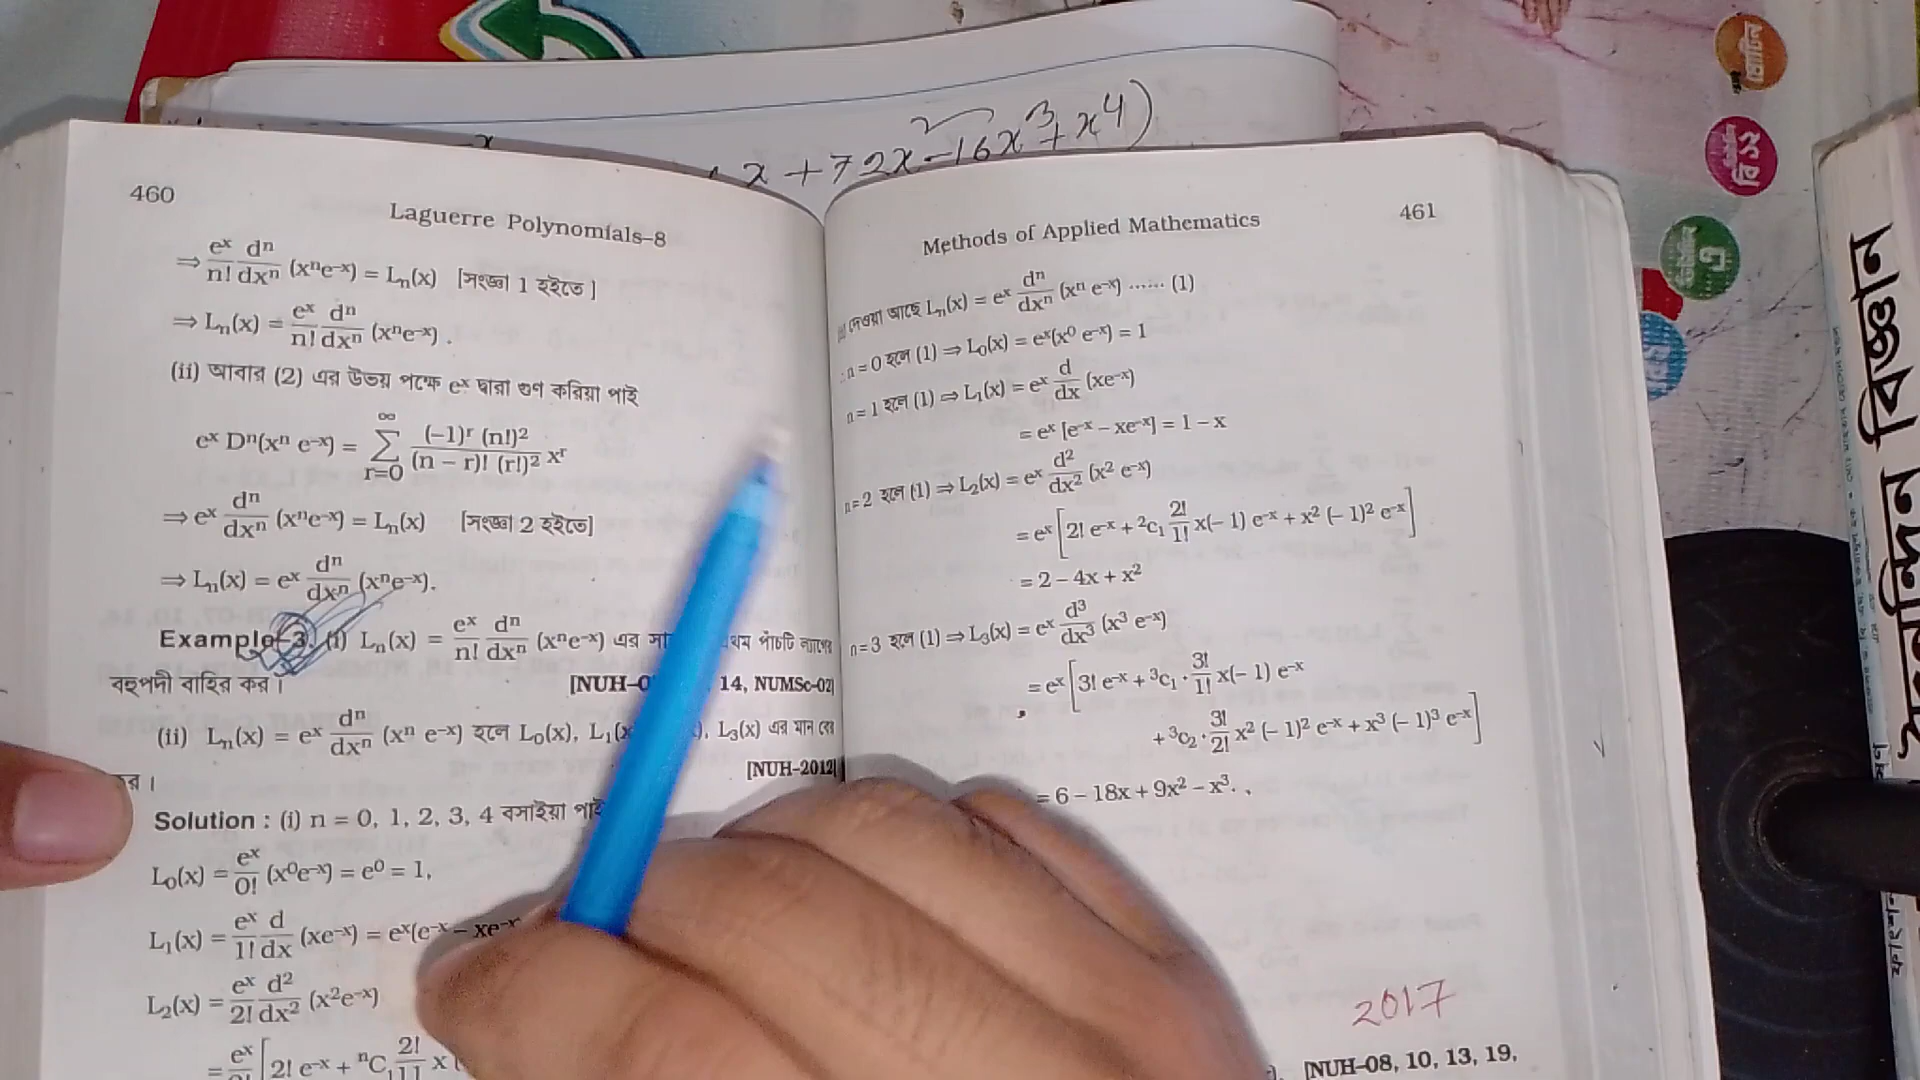 x + 72x² - 16x³ + x⁴)
460
Laguerre Polynomials–8
⇒ eˣ/n! dⁿ/dxⁿ (xⁿe⁻ˣ) = Lₙ(x) [সংজ্ঞা 1 হইতে]
⇒ Lₙ(x) = eˣ/n! dⁿ/dxⁿ (xⁿe⁻ˣ) .
(ii) আবার (2) এর উভয় পক্ষে eˣ দ্বারা গুণ করিয়া পাই
eˣ Dⁿ(xⁿ e⁻ˣ) = ∑_{r=0}^{∞} (-1)ʳ (n!)² / (n – r)! (r!)² xʳ
⇒ eˣ dⁿ/dxⁿ (xⁿe⁻ˣ) = Lₙ(x) [সংজ্ঞা 2 হইতে]
⇒ Lₙ(x) = eˣ dⁿ/dxⁿ (xⁿe⁻ˣ).
Example–3. (i) Lₙ(x) = eˣ/n! dⁿ/dxⁿ (xⁿe⁻ˣ) এর পাঁচটি
বহুপদী বাহির কর। 14, NUMSc–02]
(ii) Lₙ(x) = eˣ dⁿ/dxⁿ (xⁿ e⁻ˣ) হলে L₀(x), L₃(x) এর মান বের
[NUH–2012]
Solution : (i) n = 0, 1, 2, 3, 4 বসাইয়া পাই
L₀(x) = eˣ/0! (x⁰e⁻ˣ) = e⁰ = 1,
L₁(x) = eˣ/1! d/dx (xe⁻ˣ) = eˣ(e⁻ˣ – xe⁻ˣ
L₂(x) = eˣ/2! d²/dx² (x²e⁻ˣ)
= eˣ/2! [2! e⁻ˣ + ⁿC₁ 2!/1! x
Methods of Applied Mathematics
461
দেওয়া আছে Lₙ(x) = eˣ dⁿ/dxⁿ (xⁿ e⁻ˣ) ...... (1)
∴ n = 0 হলে (1) ⇒ L₀(x) = eˣ(x⁰ e⁻ˣ) = 1
n = 1 হলে (1) ⇒ L₁(x) = eˣ d/dx (xe⁻ˣ)
= eˣ [e⁻ˣ – xe⁻ˣ] = 1 – x
n = 2 হলে (1) ⇒ L₂(x) = eˣ d²/dx² (x² e⁻ˣ)
= eˣ [2! e⁻ˣ + ²c₁ 2!/1! x(– 1) e⁻ˣ + x² (– 1)² e⁻ˣ]
= 2 – 4x + x²
n = 3 হলে (1) ⇒ L₃(x) = eˣ d³/dx³ (x³ e⁻ˣ)
= eˣ [3! e⁻ˣ + ³c₁ · 3!/1! x(– 1) e⁻ˣ
+ ³c₂ · 3!/2! x² (– 1)² e⁻ˣ + x³ (– 1)³ e⁻ˣ]
= 6 – 18x + 9x² – x³.
2017
[NUH–08, 10, 13, 19,